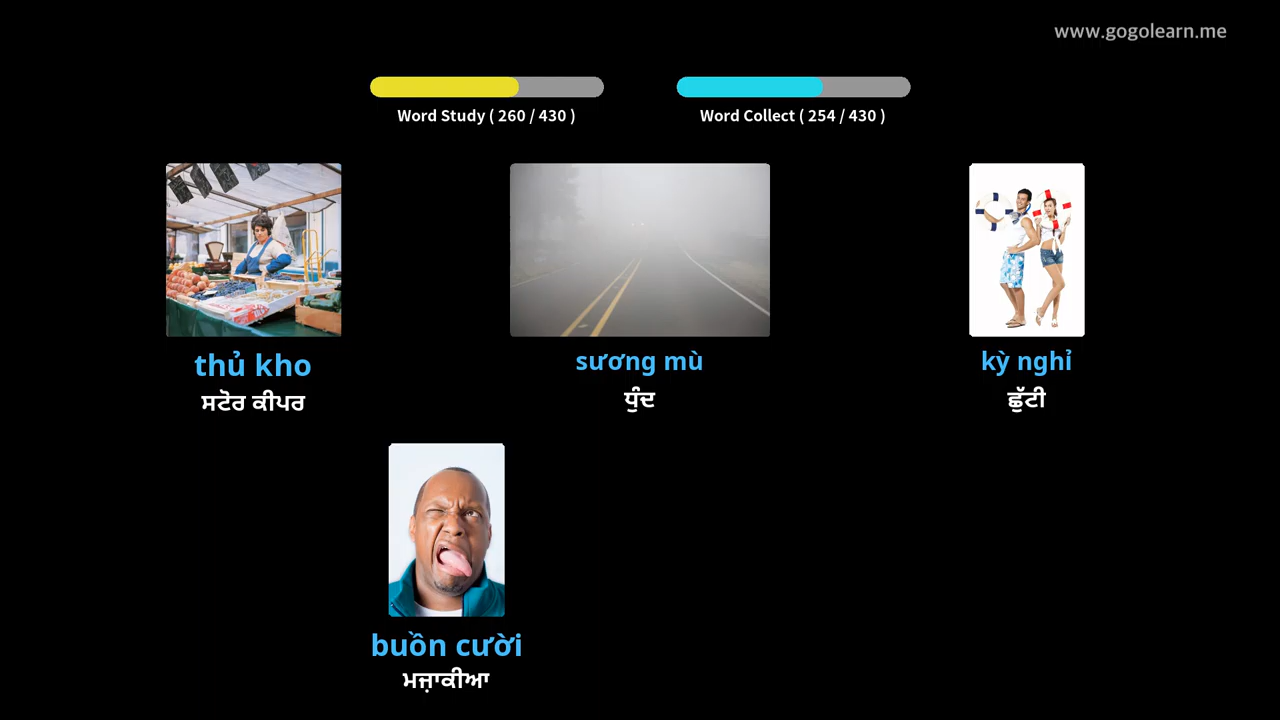 www.gogolearn.me
Word Study ( 260 / 430 )
Word Collect ( 254 / 430 )
thủ kho
ਸਟੋਰ ਕੀਪਰ
sương mù
ਧੁੰਦ
kỳ nghỉ
ਛੁੱਟੀ
buồn cười
ਮਜ਼ਾਕੀਆ